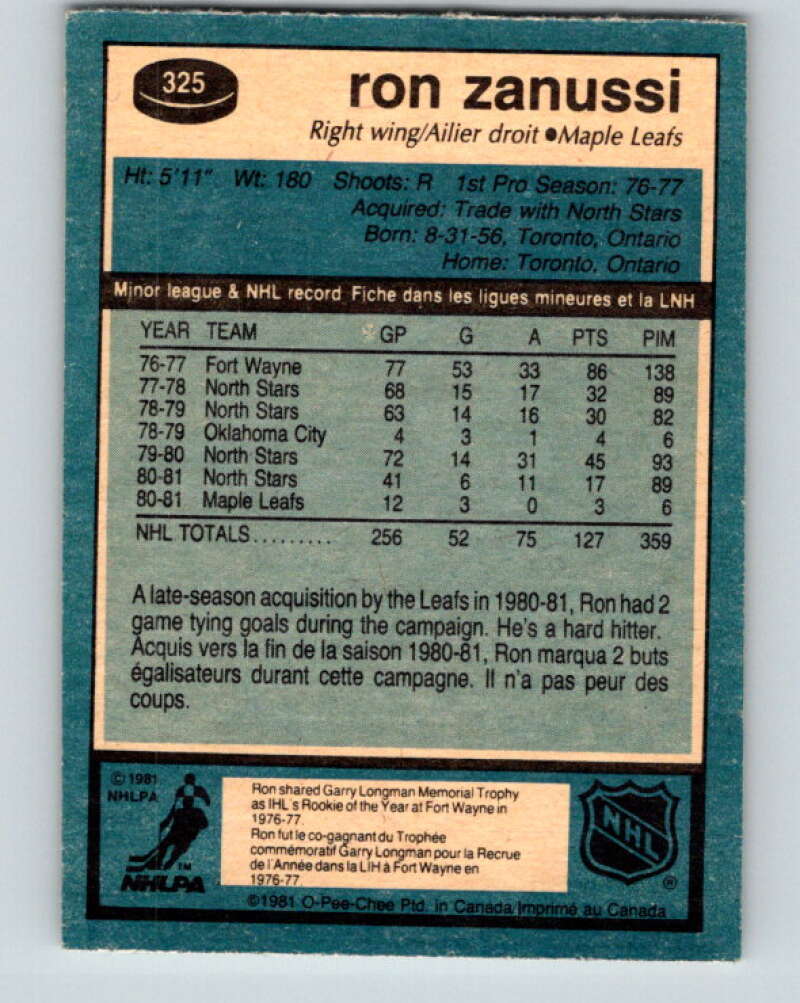 325
ron zanussi
Right wing/Ailier droit ●Maple Leafs
Ht: 5'11" Wt: 180 Shoots: R 1st Pro Season: 76-77
Acquired: Trade with North Stars
Born: 8-31-56, Toronto, Ontario
Home: Toronto, Ontario
Minor league & NHL record Fiche dans les ligues mineures et la LNH
YEAR TEAM GP G A PTS PIM
76-77 Fort Wayne 77 53 33 86 138
77-78 North Stars 68 15 17 32 89
78-79 North Stars 63 14 16 30 82
78-79 Oklahoma City 4 3 1 4 6
79-80 North Stars 72 14 31 45 93
80-81 North Stars 41 6 11 17 89
80-81 Maple Leafs 12 3 0 3 6
NHL TOTALS......... 256 52 75 127 359
A late-season acquisition by the Leafs in 1980-81, Ron had 2
game tying goals during the campaign. He's a hard hitter.
Acquis vers la fin de la saison 1980-81, Ron marqua 2 buts
égalisateurs durant cette campagne. Il n'a pas peur des
coups.
© 1981
NHLPA
TM
NHLPA
Ron shared Garry Longman Memorial Trophy
as IHL's Rookie of the Year at Fort Wayne in
1976-77.
Ron fut le co-gagnant du Trophée
commémoratif Garry Longman pour la Recrue
de l'Année dans la LIH à Fort Wayne en
1976-77.
NHL
®
©1981 O-Pee-Chee Ptd. in Canada/Imprimé au Canada